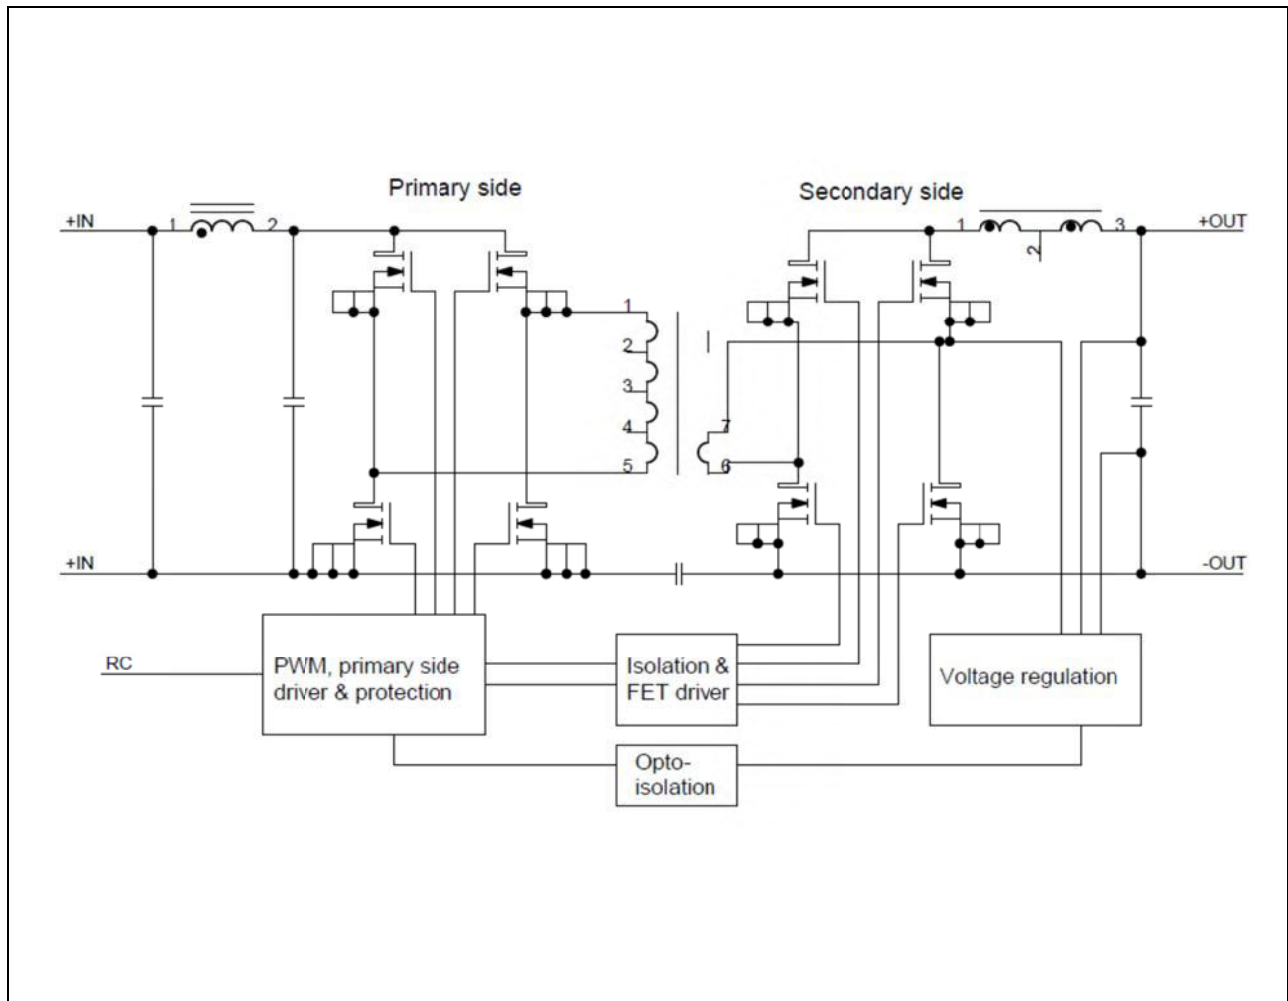 Primary side
Secondary side
+IN
1
2
1
2
3
+OUT
1
2
3
4
5
7
6
+IN
-OUT
RC
PWM, primary side
driver & protection
Isolation &
FET driver
Voltage regulation
Opto-
isolation